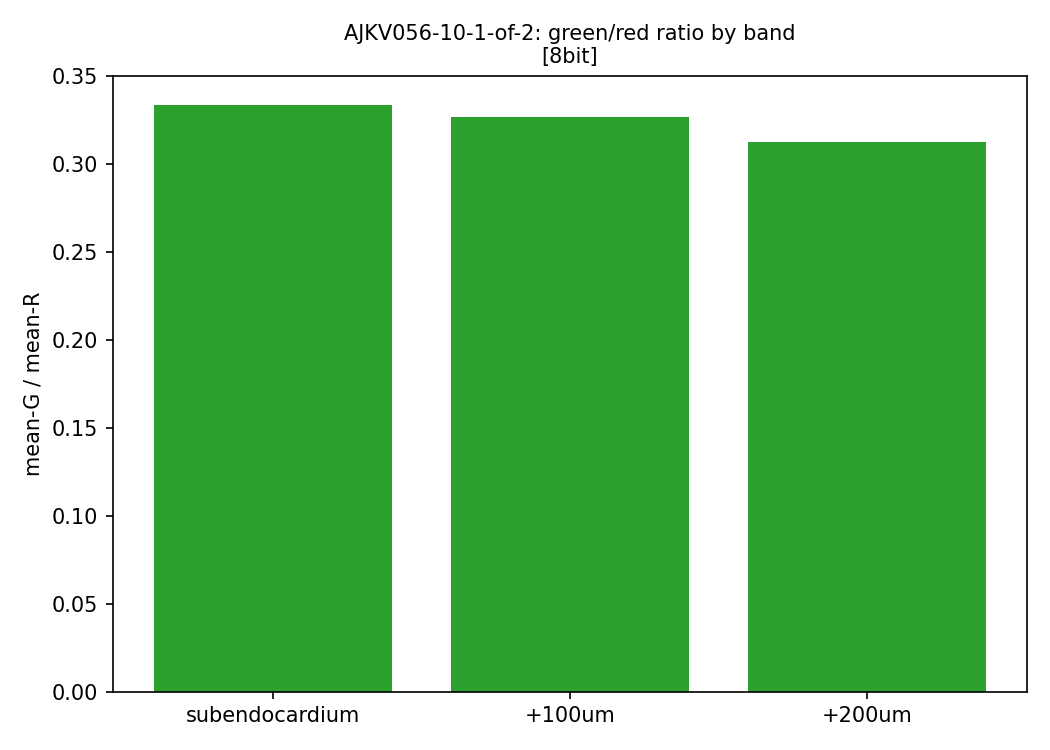 AJKV056-10-1-of-2: green/red ratio by band
[8bit]
mean-G / mean-R
0.35
0.30
0.25
0.20
0.15
0.10
0.05
0.00
subendocardium
+100um
+200um